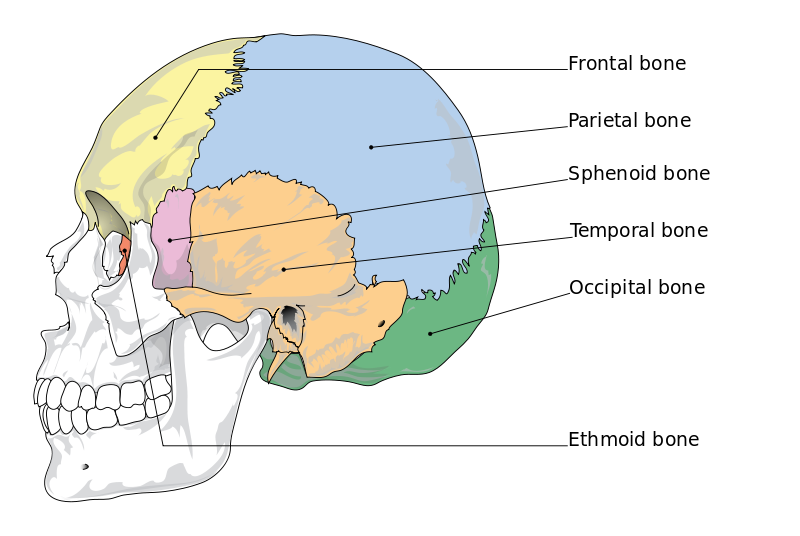 Frontal bone
Parietal bone
Sphenoid bone
Temporal bone
Occipital bone
Ethmoid bone